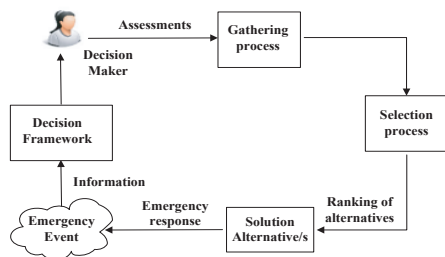 Assessments
Decision
Maker
Gathering
process
Decision
Framework
Selection
process
Information
Emergency
Event
Emergency
response
Solution
Alternative/s
Ranking of
alternatives